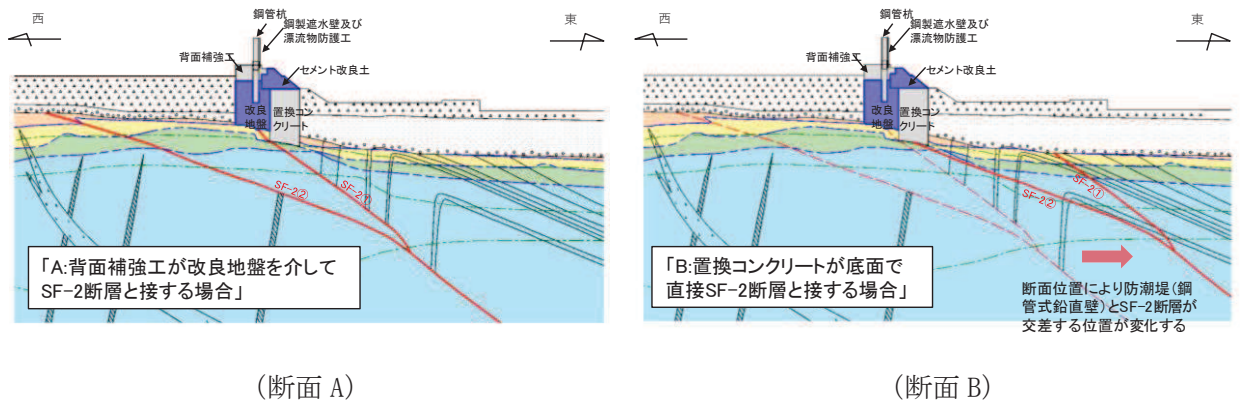 西
東
鋼管杭
鋼製遮水壁及び
漂流物防護工
背面補強工
セメント改良土
改良
地盤
置換コン
クリート
SF-2②
SF-2①
「A:背面補強工が改良地盤を介して
SF-2断層と接する場合」
(断面 A)
西
東
鋼管杭
鋼製遮水壁及び
漂流物防護工
背面補強工
セメント改良土
改良
地盤
置換コン
クリート
SF-2①
SF-2②
「B:置換コンクリートが底面で
直接SF-2断層と接する場合」
断面位置により防潮堤(鋼
管式鉛直壁)とSF-2断層が
交差する位置が変化する
(断面 B)